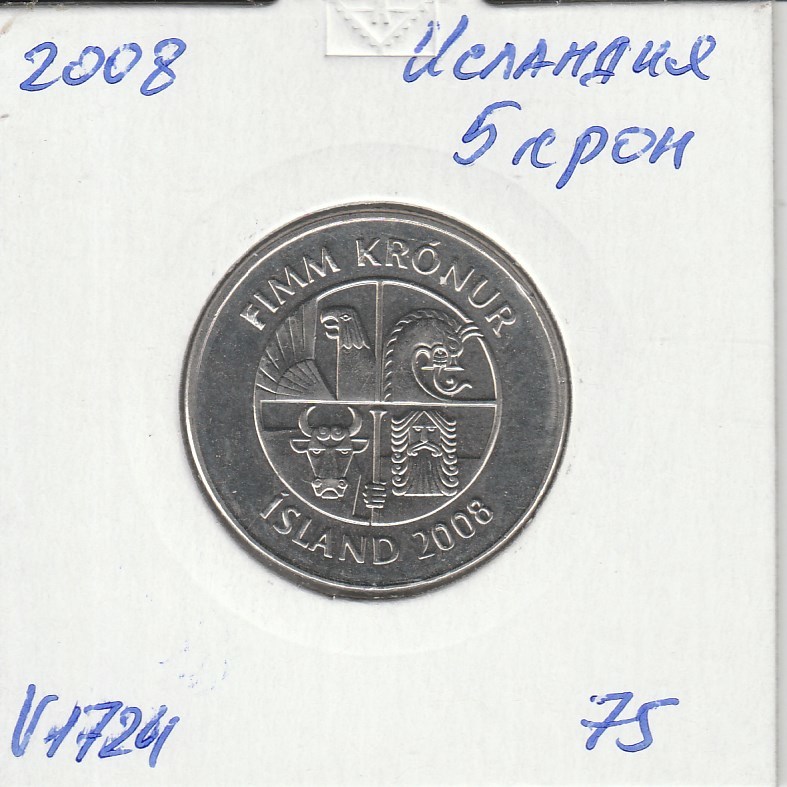 2008
Исландия
5 крон
FIMM KRÓNUR
ÍSLAND 2008
V1724
75